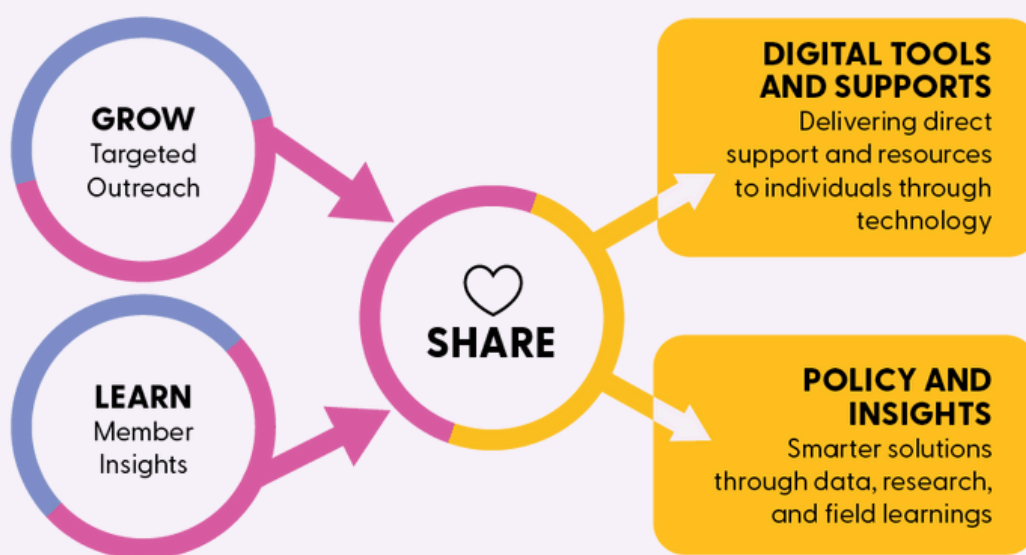 GROW
Targeted
Outreach
LEARN
Member
Insights
SHARE
DIGITAL TOOLS
AND SUPPORTS
Delivering direct
support and resources
to individuals through
technology
POLICY AND
INSIGHTS
Smarter solutions
through data, research,
and field learnings